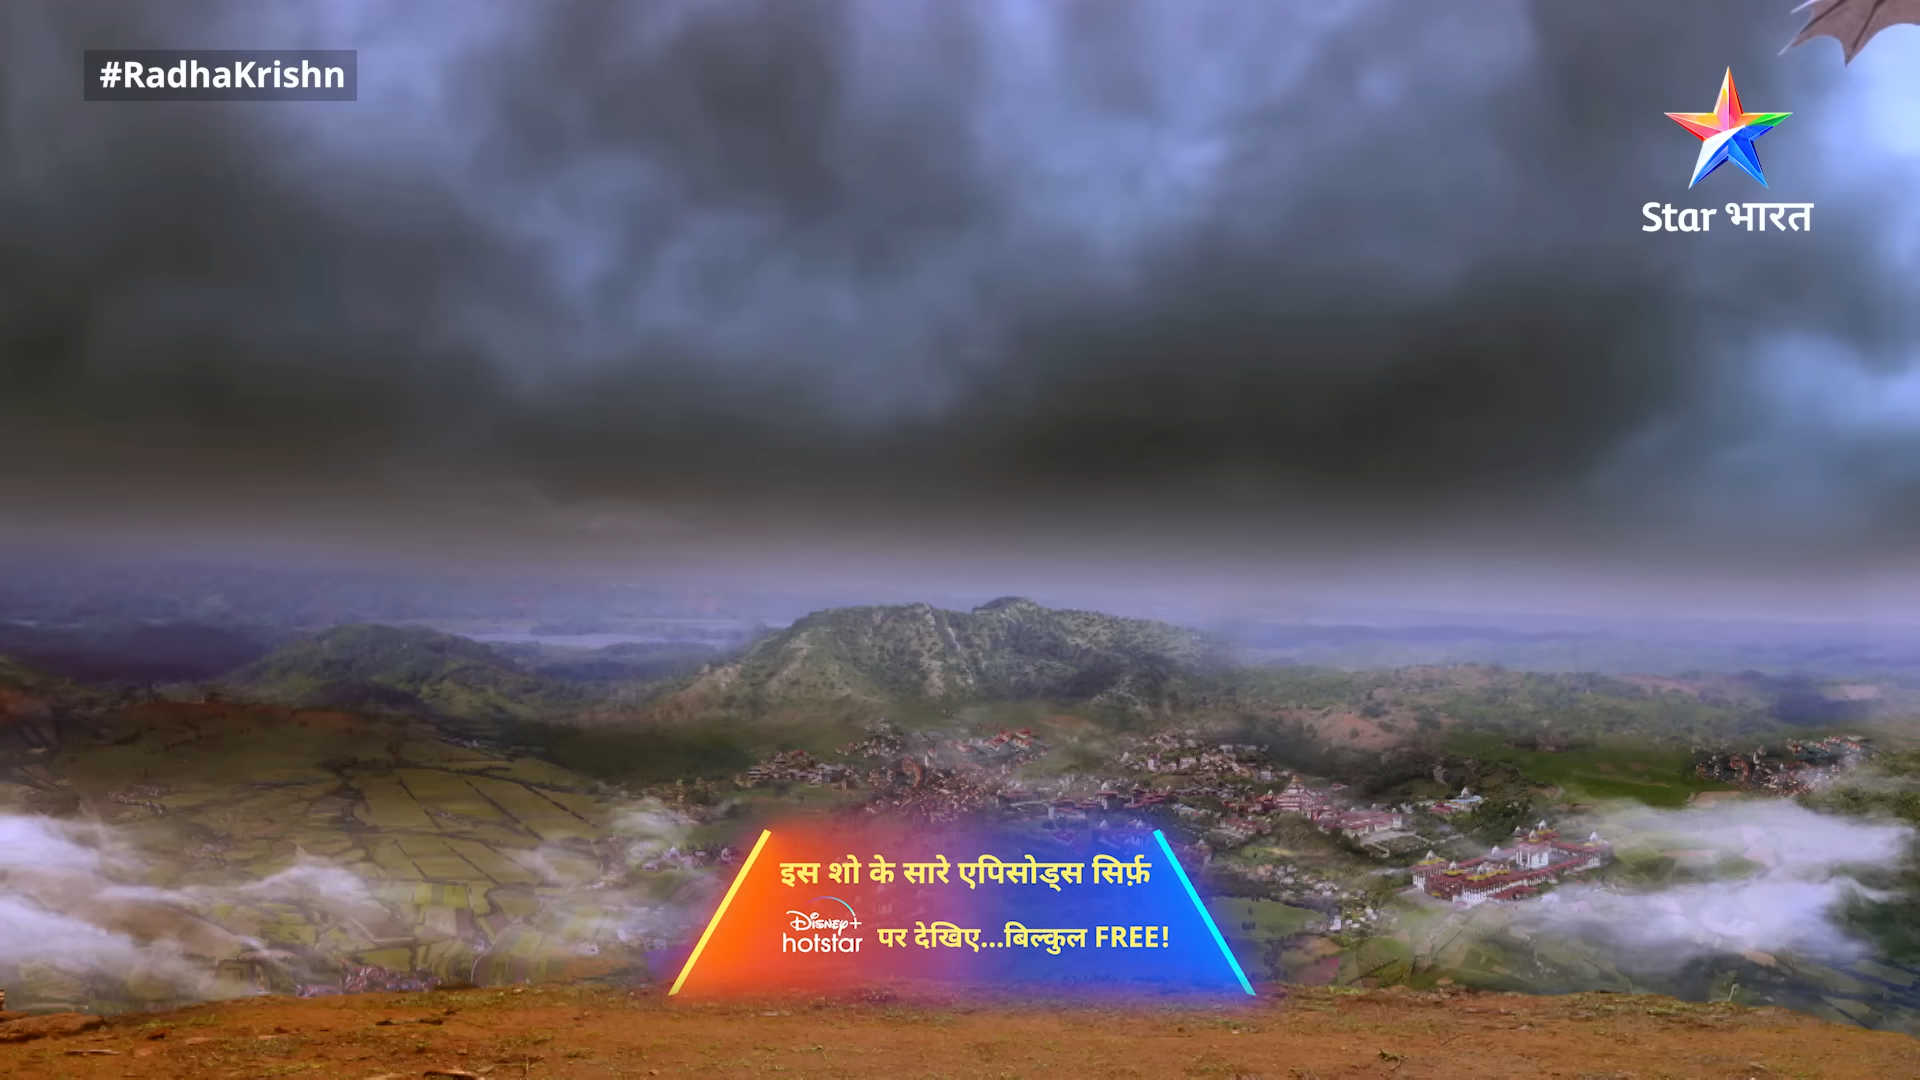 #RadhaKrishn
Star भारत
इस शो के सारे एपिसोड्स सिर्फ़
Disney+ hotstar पर देखिए...बिल्कुल FREE!